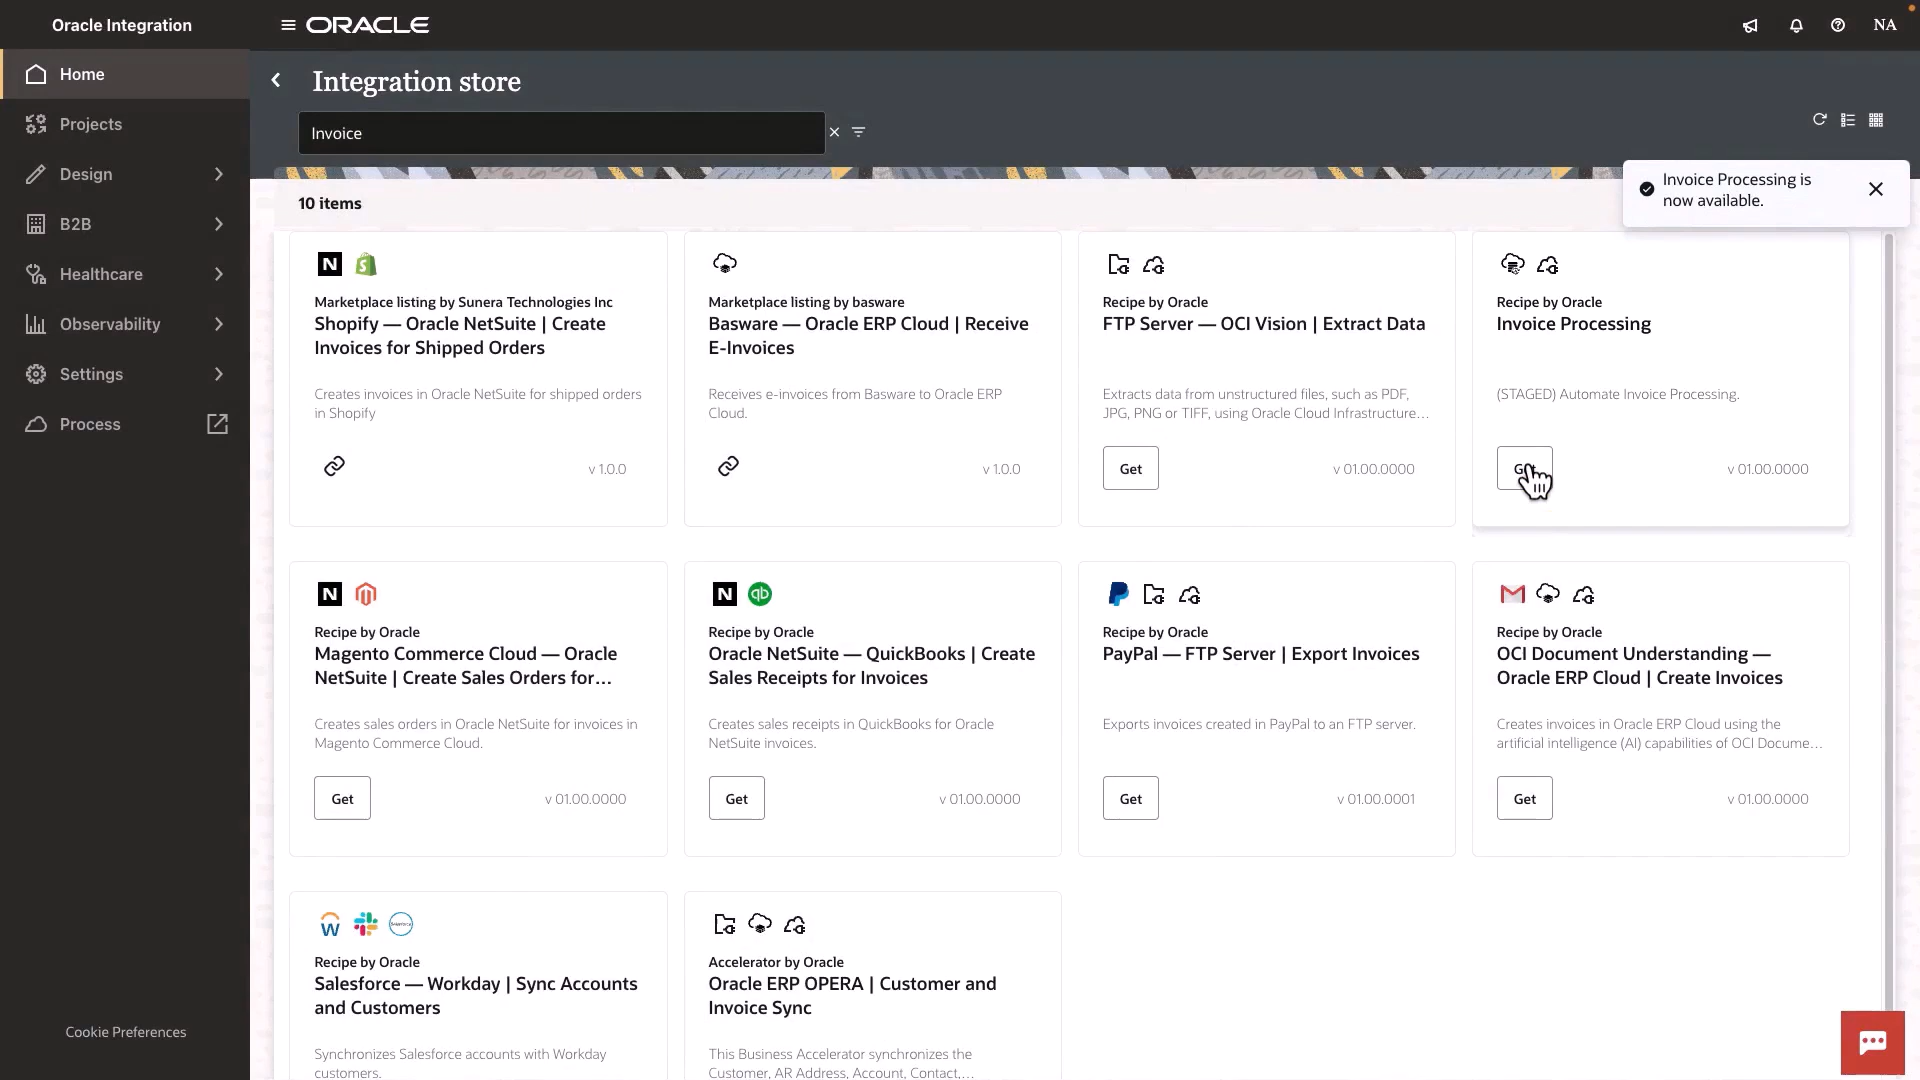 Oracle Integration
ORACLE
NA
Home
Projects
Design
B2B
Healthcare
Observability
Settings
Process
Cookie Preferences
Integration store
Invoice
Invoice Processing is
now available.
10 items
Marketplace listing by Sunera Technologies Inc
Shopify — Oracle NetSuite | Create
Invoices for Shipped Orders
Creates invoices in Oracle NetSuite for shipped orders
in Shopify
v 1.0.0
Marketplace listing by basware
Basware — Oracle ERP Cloud | Receive
E-Invoices
Receives e-invoices from Basware to Oracle ERP
Cloud.
v 1.0.0
Recipe by Oracle
FTP Server — OCI Vision | Extract Data
Extracts data from unstructured files, such as PDF,
JPG, PNG or TIFF, using Oracle Cloud Infrastructure...
Get
v 01.00.0000
Recipe by Oracle
Invoice Processing
(STAGED) Automate Invoice Processing.
Get
v 01.00.0000
Recipe by Oracle
Magento Commerce Cloud — Oracle
NetSuite | Create Sales Orders for...
Creates sales orders in Oracle NetSuite for invoices in
Magento Commerce Cloud.
Get
v 01.00.0000
Recipe by Oracle
Oracle NetSuite — QuickBooks | Create
Sales Receipts for Invoices
Creates sales receipts in QuickBooks for Oracle
NetSuite invoices.
Get
v 01.00.0000
Recipe by Oracle
PayPal — FTP Server | Export Invoices
Exports invoices created in PayPal to an FTP server.
Get
v 01.00.0001
Recipe by Oracle
OCI Document Understanding —
Oracle ERP Cloud | Create Invoices
Creates invoices in Oracle ERP Cloud using the
artificial intelligence (AI) capabilities of OCI Docume...
Get
v 01.00.0000
Recipe by Oracle
Salesforce — Workday | Sync Accounts
and Customers
Synchronizes Salesforce accounts with Workday
customers.
Accelerator by Oracle
Oracle ERP OPERA | Customer and
Invoice Sync
This Business Accelerator synchronizes the
Customer, AR Address, Account, Contact,...